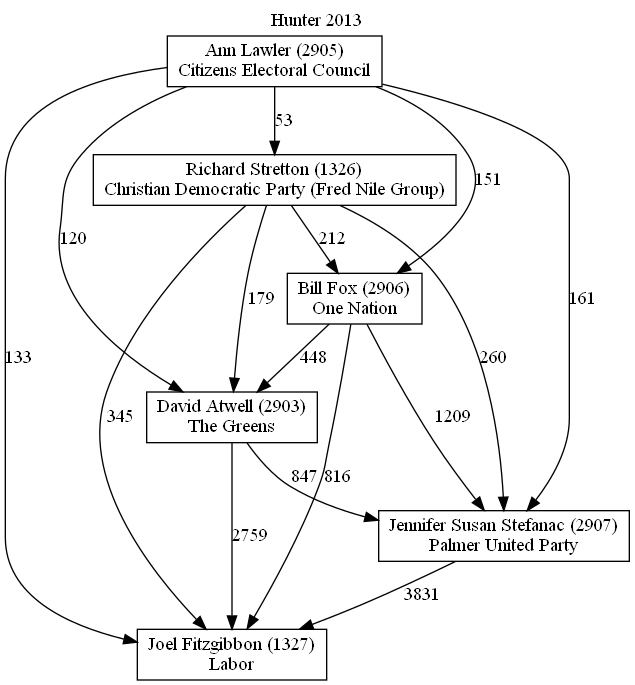 Hunter 2013
Ann Lawler (2905)
Citizens Electoral Council
53
Richard Stretton (1326)
Christian Democratic Party (Fred Nile Group)
151
120
212
Bill Fox (2906)
One Nation
179
161
133
448
260
David Atwell (2903)
The Greens
345
1209
847
816
Jennifer Susan Stefanac (2907)
Palmer United Party
2759
3831
Joel Fitzgibbon (1327)
Labor